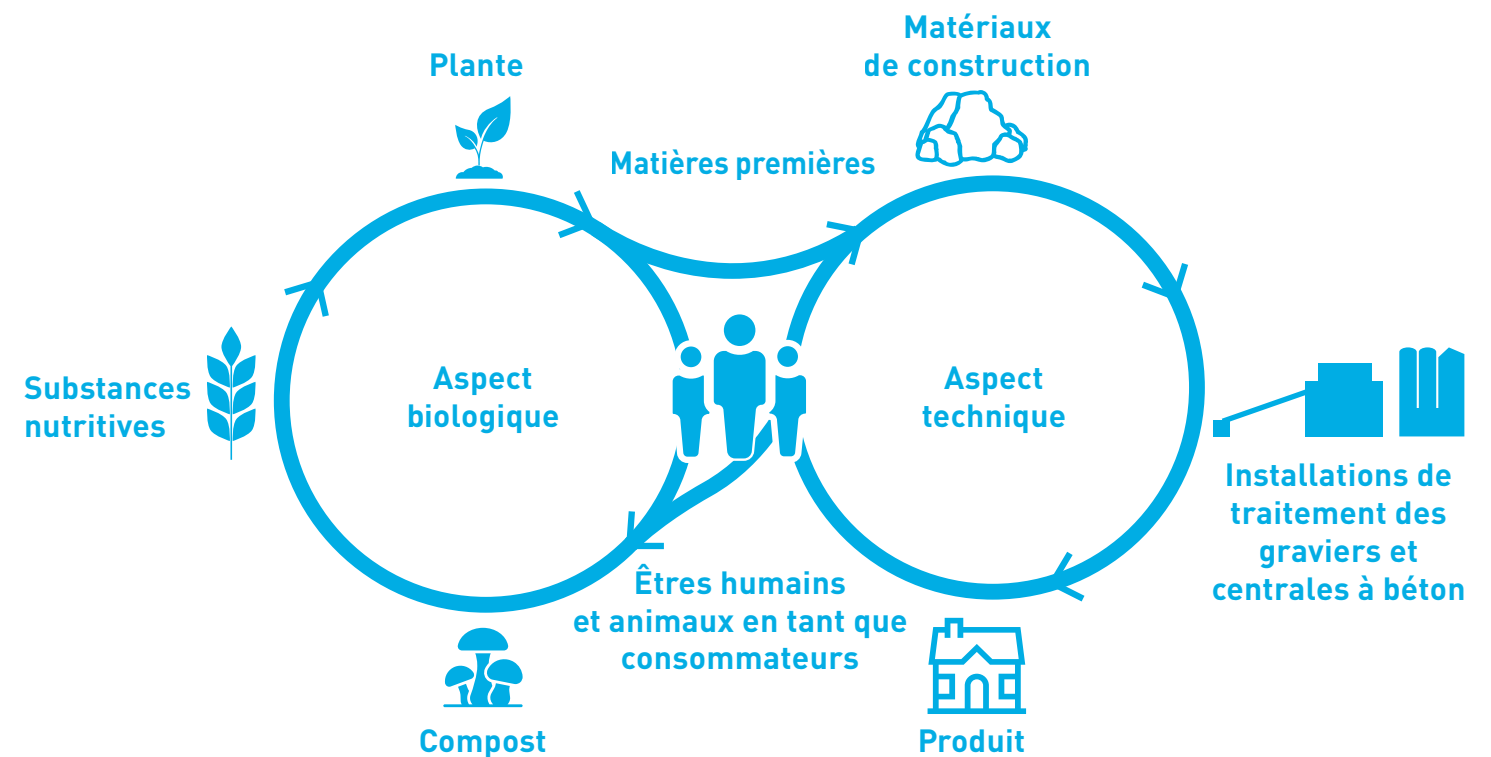 Matériaux
de construction
Plante
Matières premières
Substances
nutritives
Aspect
biologique
Aspect
technique
Installations de
traitement des
graviers et
centrales à béton
Êtres humains
et animaux en tant que
consommateurs
Compost
Produit